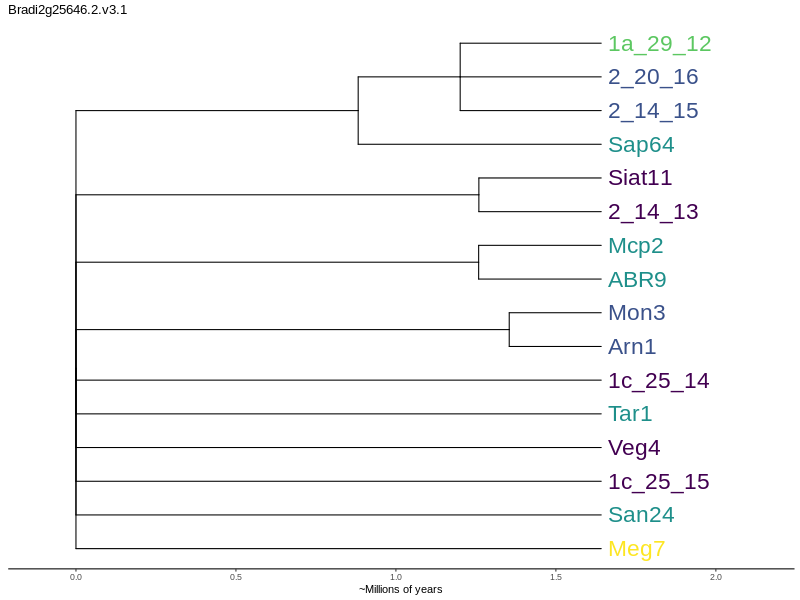 Bradi2g25646.2.v3.1
1a_29_12
2_20_16
2_14_15
Sap64
Siat11
2_14_13
Mcp2
ABR9
Mon3
Arn1
1c_25_14
Tar1
Veg4
1c_25_15
San24
Meg7
0.0 0.5 1.0 1.5 2.0
~Millions of years